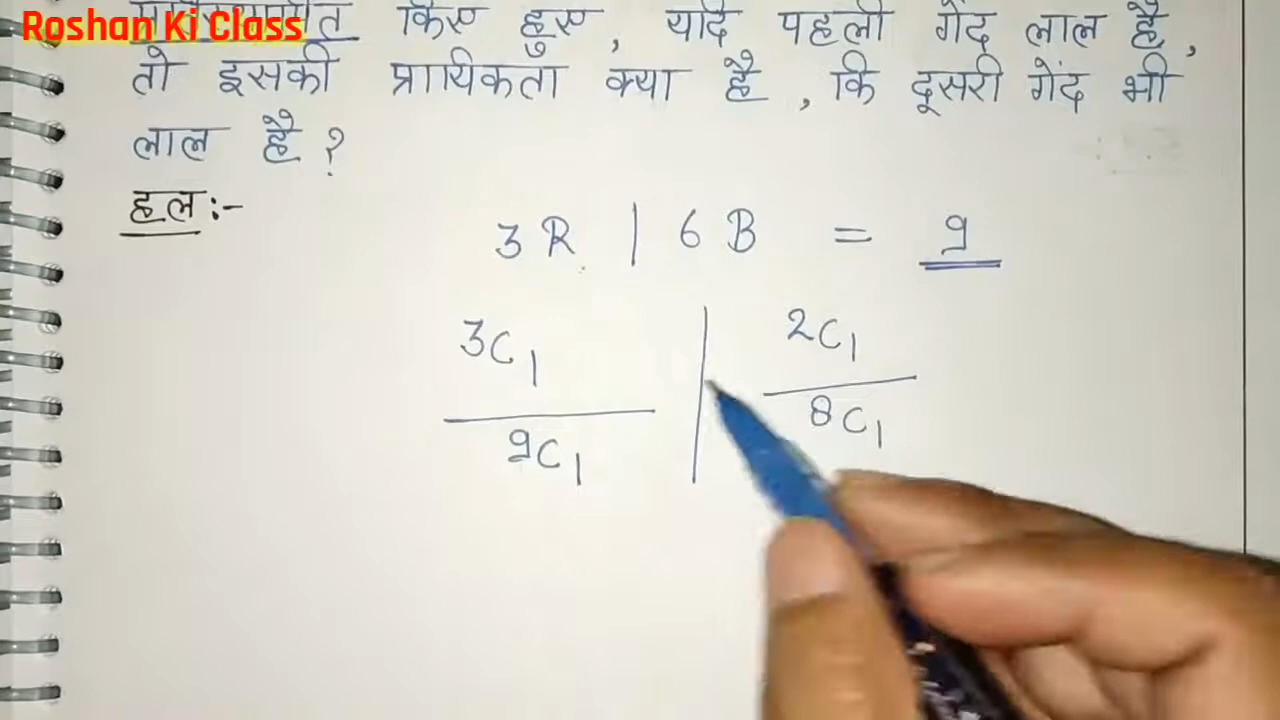 Roshan Ki Class
किए हुए, यदि पहली गेंद लाल है,
तो इसकी प्रायिकता क्या है, कि दूसरी गेंद भी
लाल है?
हल :-
3R | 6B = 9
3C1 | 2C1
9C1 | 8C1